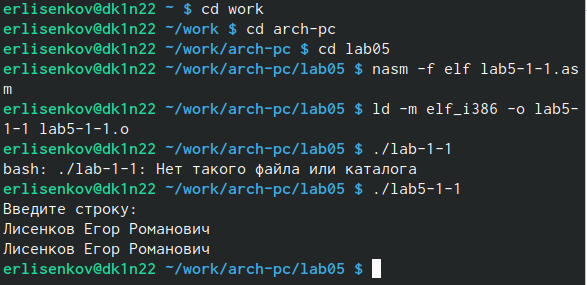 erlisenkov@dk1n22 ~ $ cd work
erlisenkov@dk1n22 ~/work $ cd arch-pc
erlisenkov@dk1n22 ~/work/arch-pc $ cd lab05
erlisenkov@dk1n22 ~/work/arch-pc/lab05 $ nasm -f elf lab5-1-1.as
m
erlisenkov@dk1n22 ~/work/arch-pc/lab05 $ ld -m elf_i386 -o lab5-
1-1 lab5-1-1.o
erlisenkov@dk1n22 ~/work/arch-pc/lab05 $ ./lab-1-1
bash: ./lab-1-1: Нет такого файла или каталога
erlisenkov@dk1n22 ~/work/arch-pc/lab05 $ ./lab5-1-1
Введите строку:
Лисенков Егор Романович
Лисенков Егор Романович
erlisenkov@dk1n22 ~/work/arch-pc/lab05 $